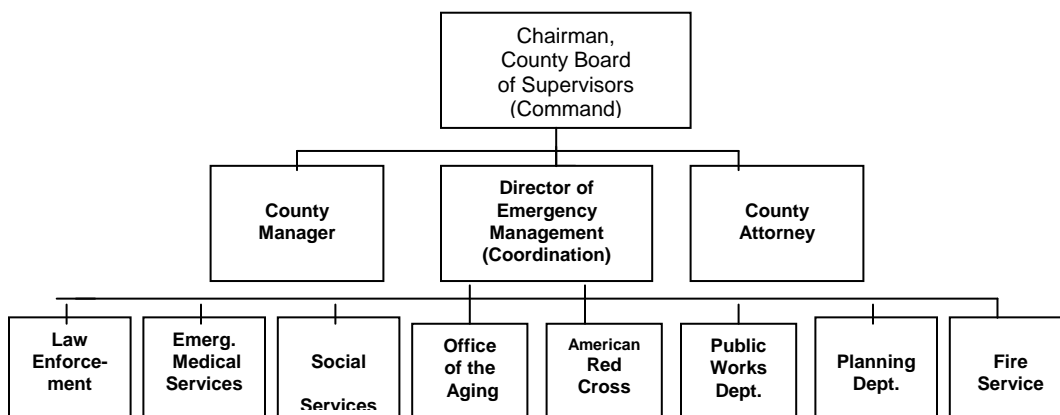 Chairman,
County Board
of Supervisors
(Command)
County
Manager
Director of
Emergency
Management
(Coordination)
County
Attorney
Law
Enforce-
ment
Emerg.
Medical
Services
Social
Services
Office
of the
Aging
American
Red
Cross
Public
Works
Dept.
Planning
Dept.
Fire
Service